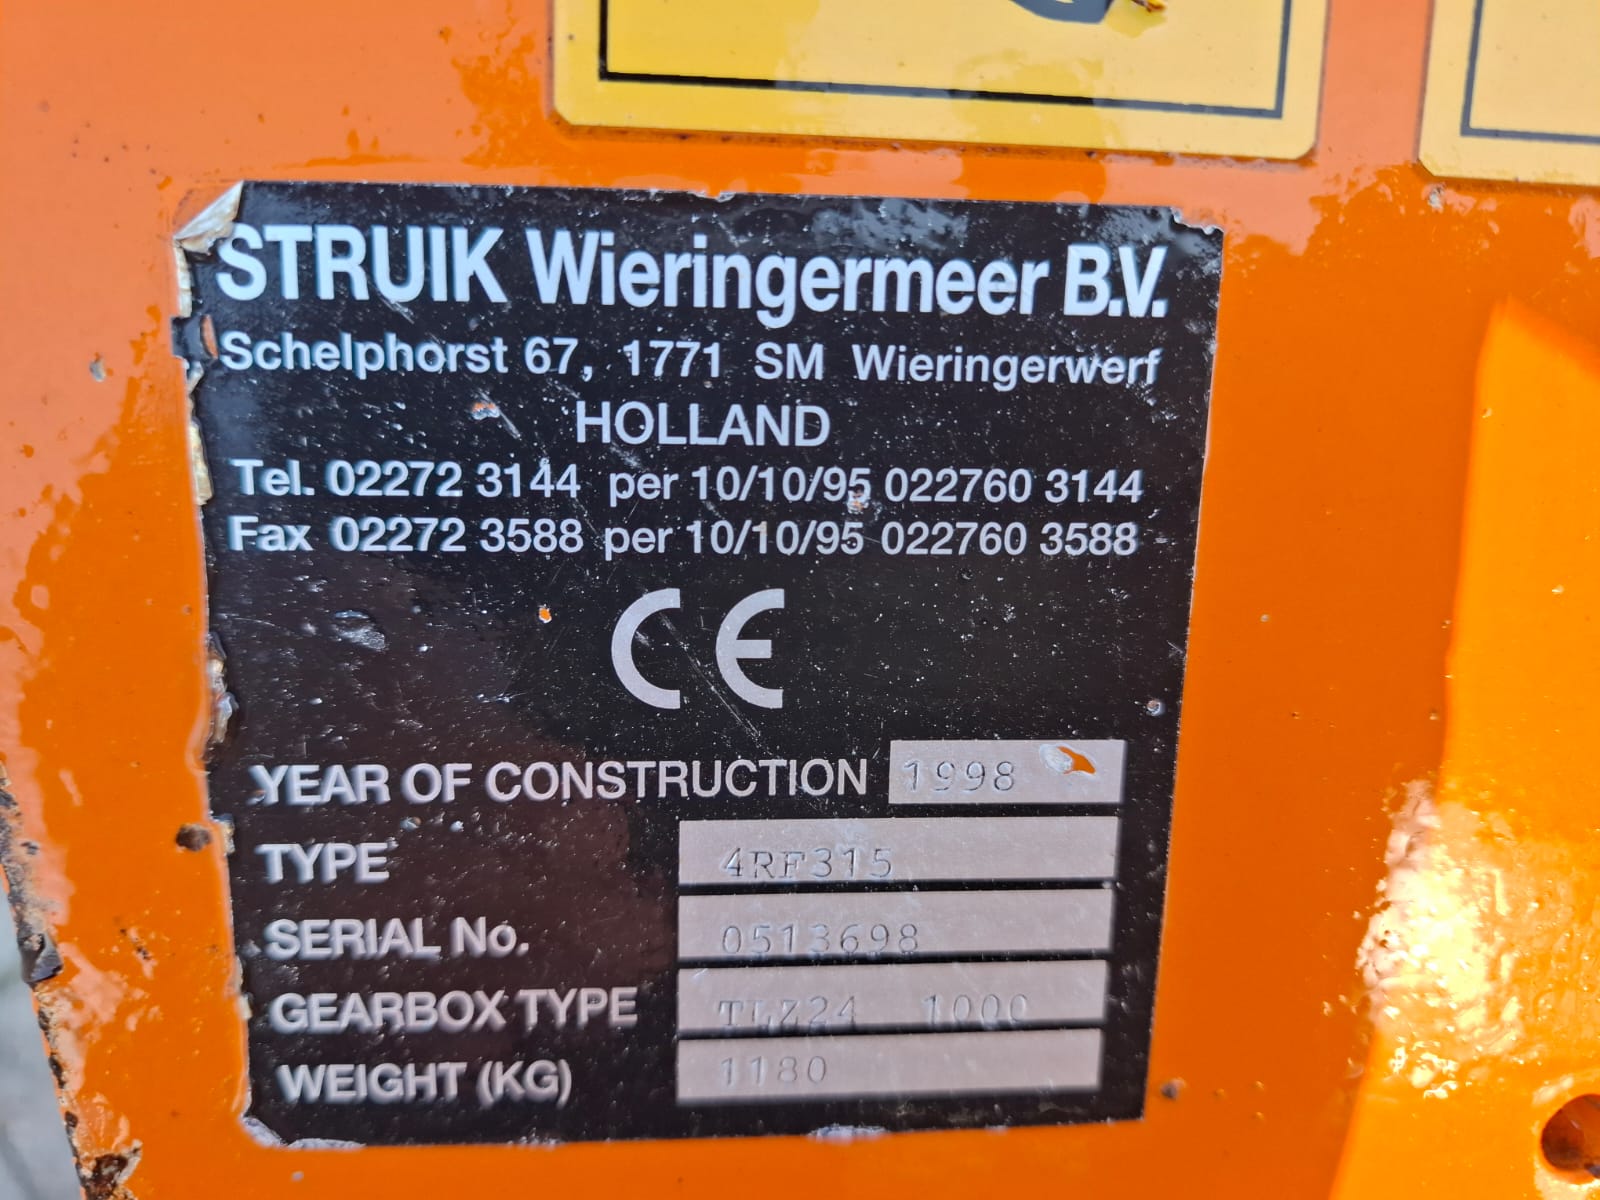 STRUIK Wieringermeer B.V.
Schelphorst 67, 1771 SM Wieringerwerf
HOLLAND
Tel. 02272 3144 per 10/10/95 022760 3144
Fax 02272 3588 per 10/10/95 022760 3588
CE
YEAR OF CONSTRUCTION 1998
TYPE 4RF315
SERIAL No. 0513698
GEARBOX TYPE TLZ24 1000
WEIGHT (KG) 1180